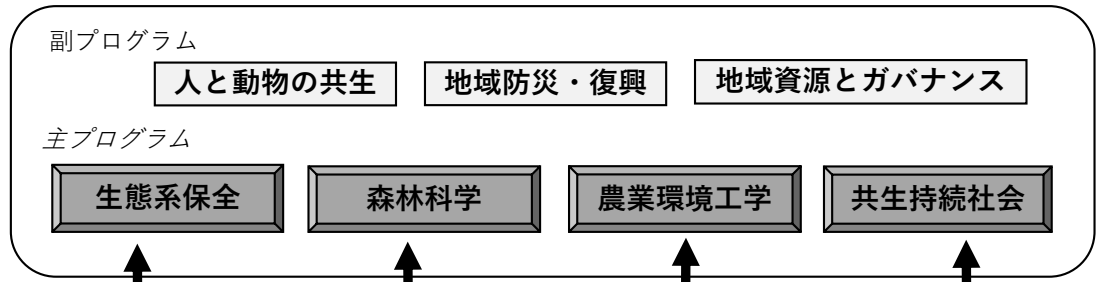 副プログラム
人と動物の共生 地域防災・復興 地域資源とガバナンス
主プログラム
生態系保全 森林科学 農業環境工学 共生持続社会